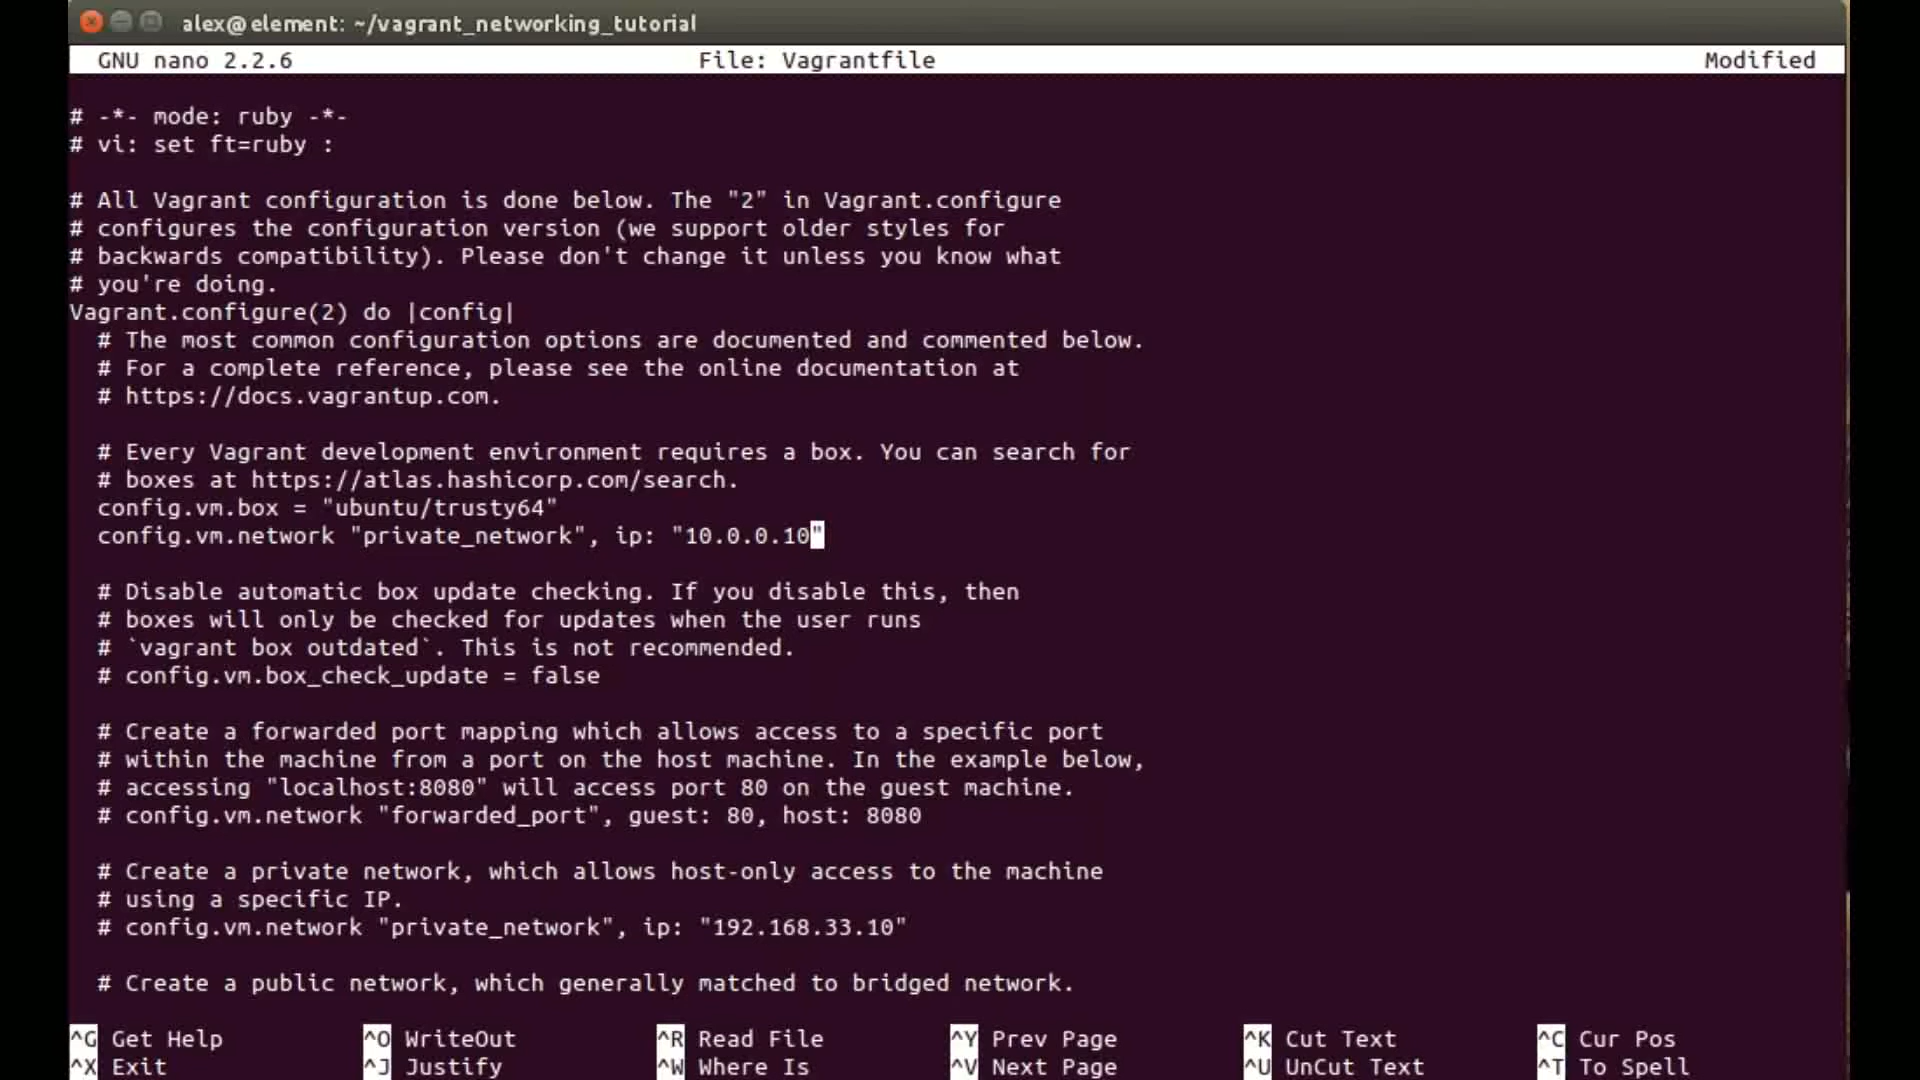 alex@element: ~/vagrant_networking_tutorial
GNU nano 2.2.6 File: Vagrantfile Modified
# -*- mode: ruby -*-
# vi: set ft=ruby :
# All Vagrant configuration is done below. The "2" in Vagrant.configure
# configures the configuration version (we support older styles for
# backwards compatibility). Please don't change it unless you know what
# you're doing.
Vagrant.configure(2) do |config|
# The most common configuration options are documented and commented below.
# For a complete reference, please see the online documentation at
# https://docs.vagrantup.com.
# Every Vagrant development environment requires a box. You can search for
# boxes at https://atlas.hashicorp.com/search.
config.vm.box = "ubuntu/trusty64"
config.vm.network "private_network", ip: "10.0.0.10"
# Disable automatic box update checking. If you disable this, then
# boxes will only be checked for updates when the user runs
# `vagrant box outdated`. This is not recommended.
# config.vm.box_check_update = false
# Create a forwarded port mapping which allows access to a specific port
# within the machine from a port on the host machine. In the example below,
# accessing "localhost:8080" will access port 80 on the guest machine.
# config.vm.network "forwarded_port", guest: 80, host: 8080
# Create a private network, which allows host-only access to the machine
# using a specific IP.
# config.vm.network "private_network", ip: "192.168.33.10"
# Create a public network, which generally matched to bridged network.
^G Get Help ^O WriteOut ^R Read File ^Y Prev Page ^K Cut Text ^C Cur Pos
^X Exit ^J Justify ^W Where Is ^V Next Page ^U UnCut Text ^T To Spell